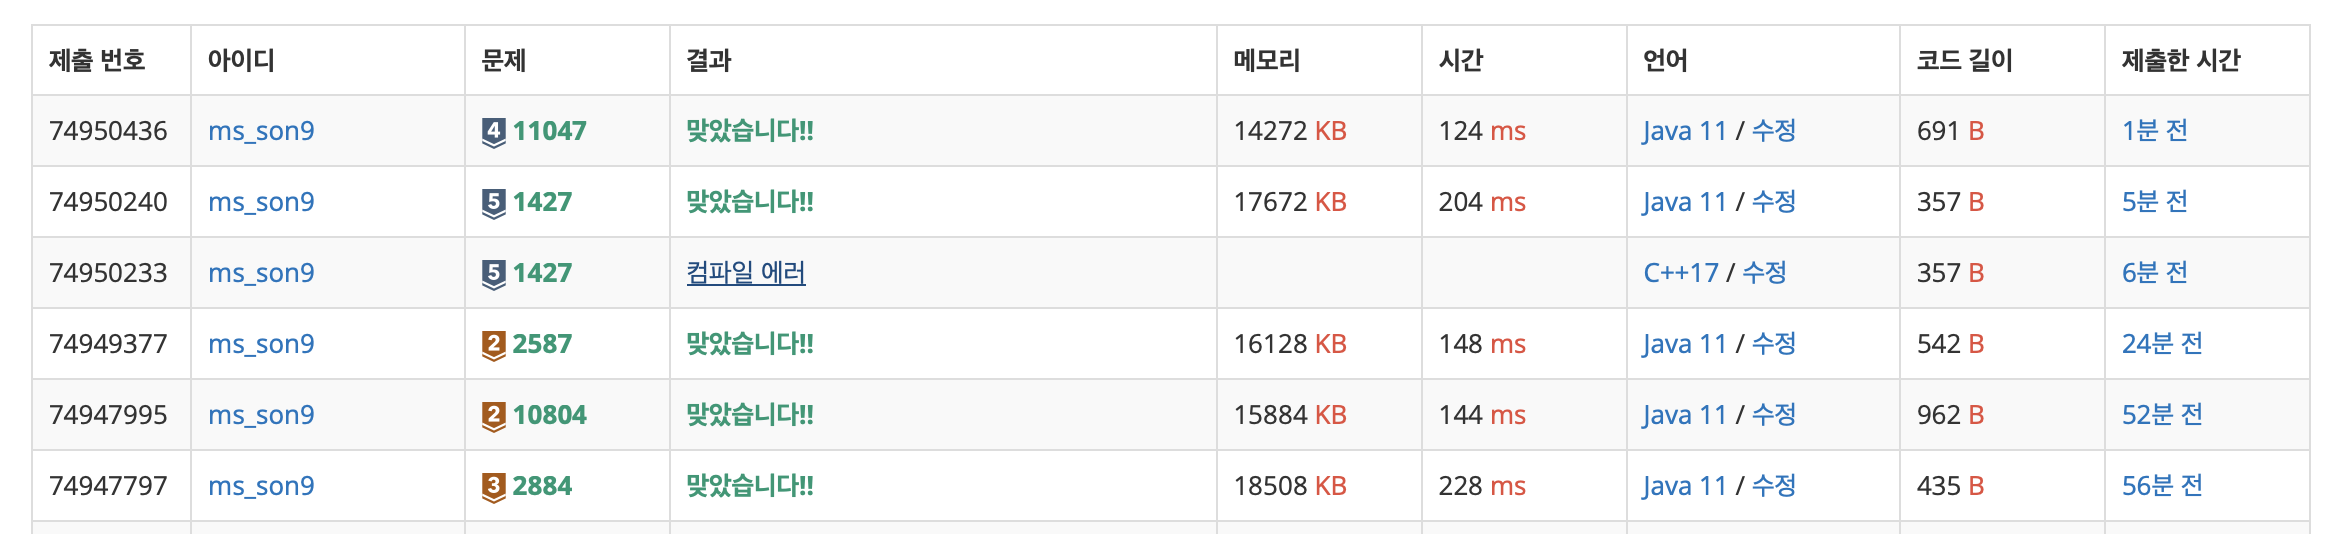 제출 번호 아이디 문제 결과 메모리 시간 언어 코드 길이 제출한 시간
74950436 ms_son9 4 11047 맞았습니다!! 14272 KB 124 ms Java 11 / 수정 691 B 1분 전
74950240 ms_son9 5 1427 맞았습니다!! 17672 KB 204 ms Java 11 / 수정 357 B 5분 전
74950233 ms_son9 5 1427 컴파일 에러 C++17 / 수정 357 B 6분 전
74949377 ms_son9 2 2587 맞았습니다!! 16128 KB 148 ms Java 11 / 수정 542 B 24분 전
74947995 ms_son9 2 10804 맞았습니다!! 15884 KB 144 ms Java 11 / 수정 962 B 52분 전
74947797 ms_son9 3 2884 맞았습니다!! 18508 KB 228 ms Java 11 / 수정 435 B 56분 전